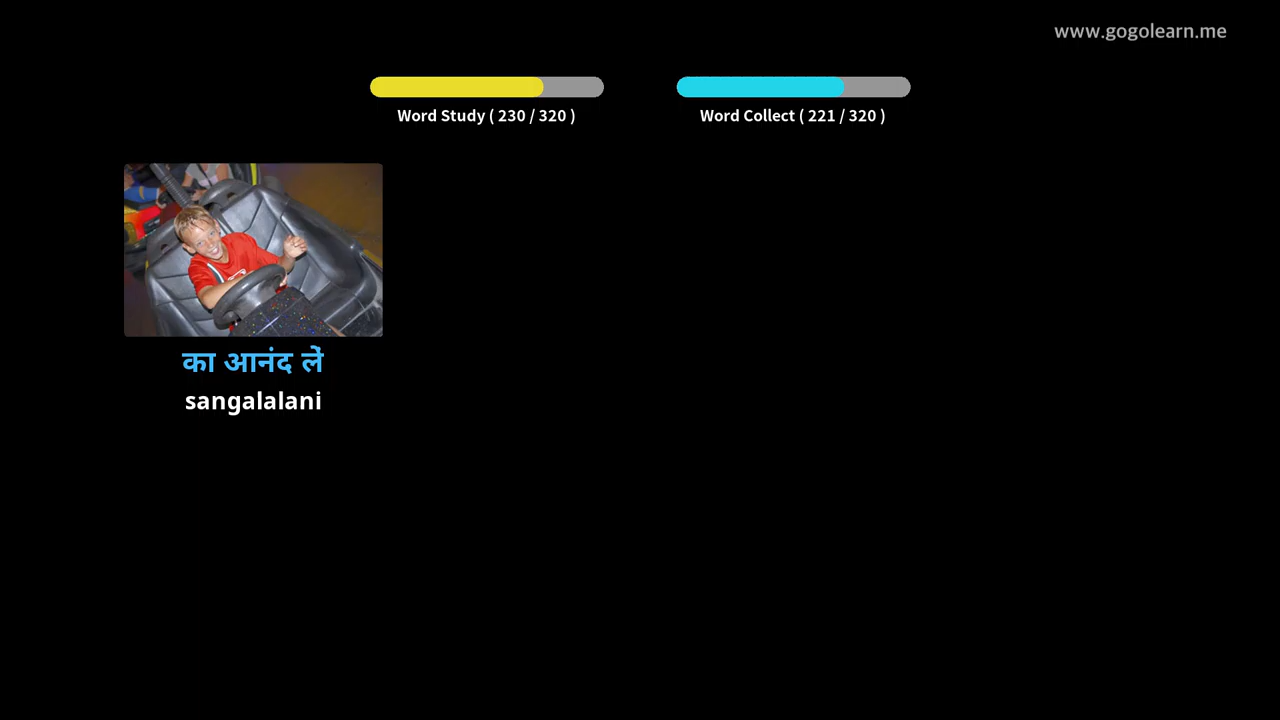 www.gogolearn.me
Word Study ( 230 / 320 )
Word Collect ( 221 / 320 )
का आनंद लें
sangalalani